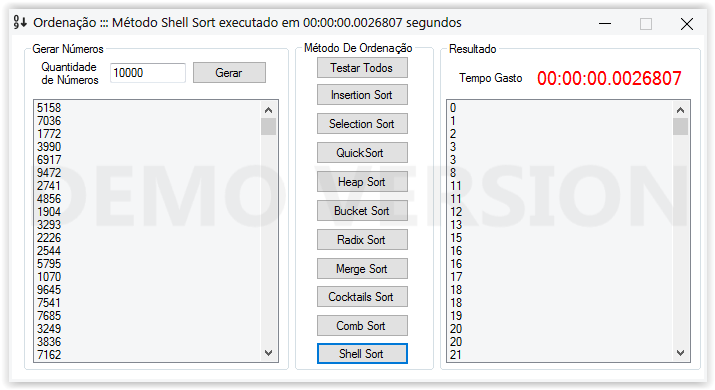 Ordenação ::: Método Shell Sort executado em 00:00:00.0026807 segundos
Gerar Números
Quantidade
de Números
10000
Gerar
5158
7036
1772
3990
6917
9472
2741
4856
1904
3293
2226
2544
5795
1070
9645
7541
7685
3249
3836
7162
Método De Ordenação
Testar Todos
Insertion Sort
Selection Sort
QuickSort
Heap Sort
Bucket Sort
Radix Sort
Merge Sort
Cocktails Sort
Comb Sort
Shell Sort
Resultado
Tempo Gasto 00:00:00.0026807
0
1
2
3
3
8
11
11
12
13
15
16
16
17
18
18
19
20
20
21
DEMO VERSION